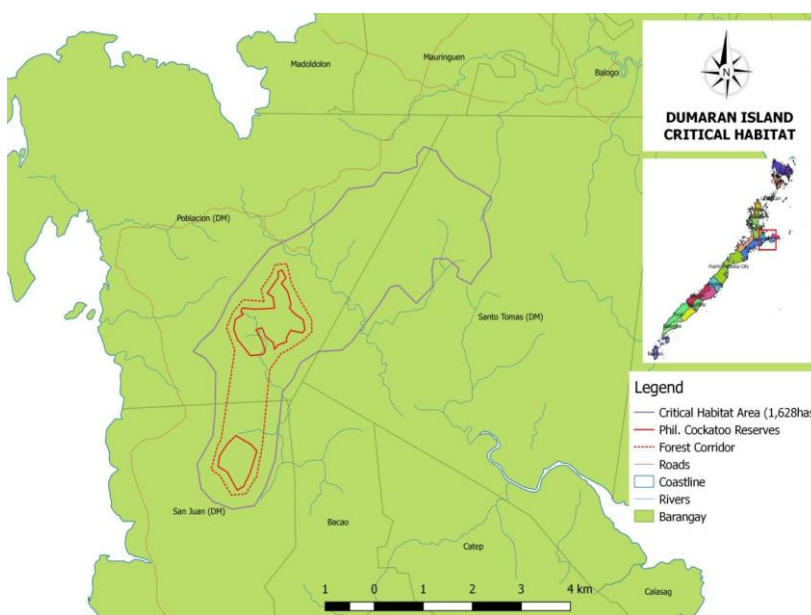 Madoldolon
Mauringuen
Balogo
N
DUMARAN ISLAND
CRITICAL HABITAT
Poblacion (DM)
Santo Tomas (DM)
San Juan (DM)
Bacao
Catep
Calasag
Legend
Critical Habitat Area (1,628has
Phil. Cockatoo Reserves
Forest Corridor
Roads
Coastline
Rivers
Barangay
1 0 1 2 3 4 km